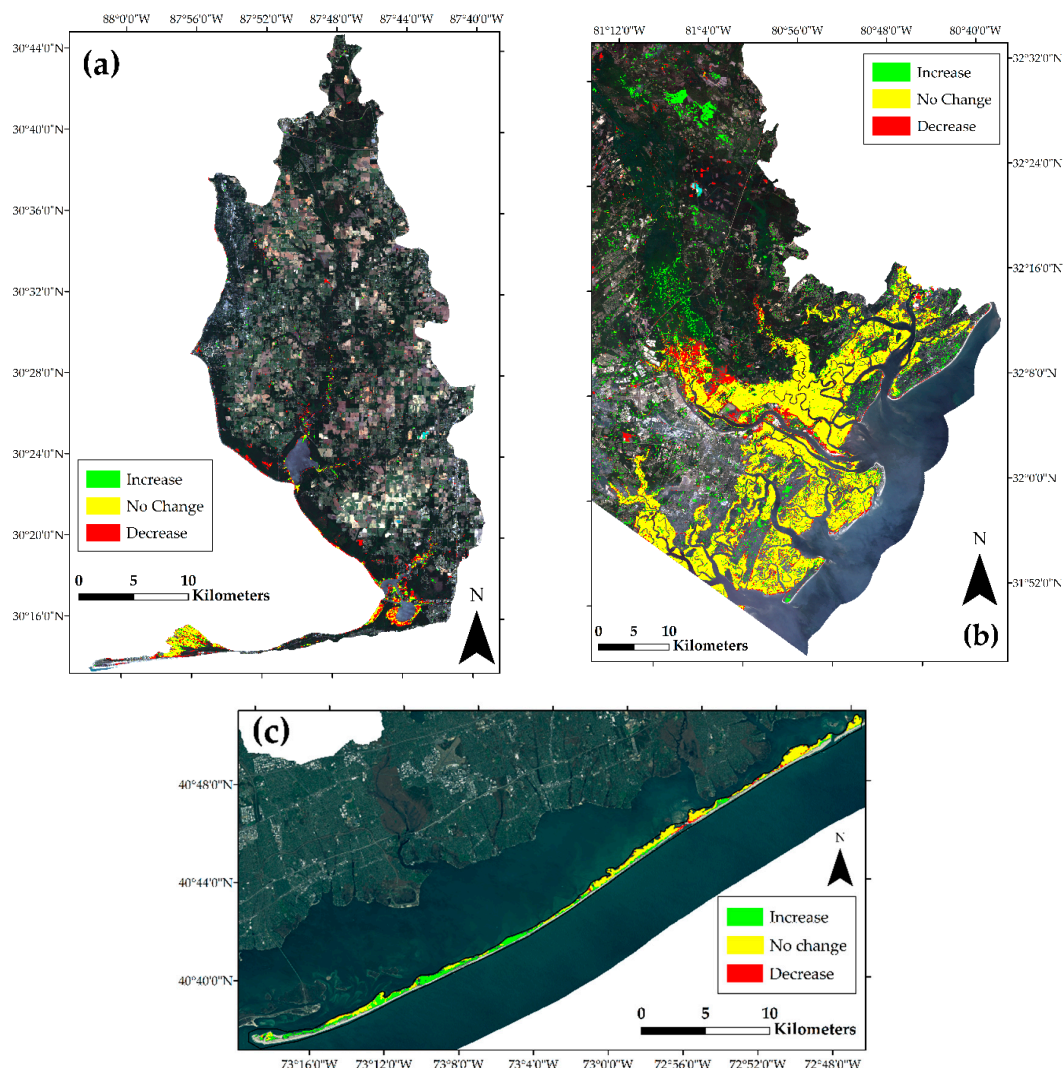 88°0'0"W 87°56'0"W 87°52'0"W 87°48'0"W 87°44'0"W 87°40'0"W
30°44'0"N
30°40'0"N
30°36'0"N
30°32'0"N
30°28'0"N
30°24'0"N
30°20'0"N
30°16'0"N
(a)
Increase
No Change
Decrease
0 5 10
Kilometers
N
81°12'0"W 81°4'0"W 80°56'0"W 80°48'0"W 80°40'0"W
32°32'0"N
32°24'0"N
32°16'0"N
32°8'0"N
32°0'0"N
31°52'0"N
Increase
No Change
Decrease
N
0 5 10
Kilometers
(b)
(c)
40°48'0"N
40°44'0"N
40°40'0"N
N
Increase
No change
Decrease
0 5 10
Kilometers
73°16'0"W 73°12'0"W 73°8'0"W 73°4'0"W 73°0'0"W 72°56'0"W 72°52'0"W 72°48'0"W